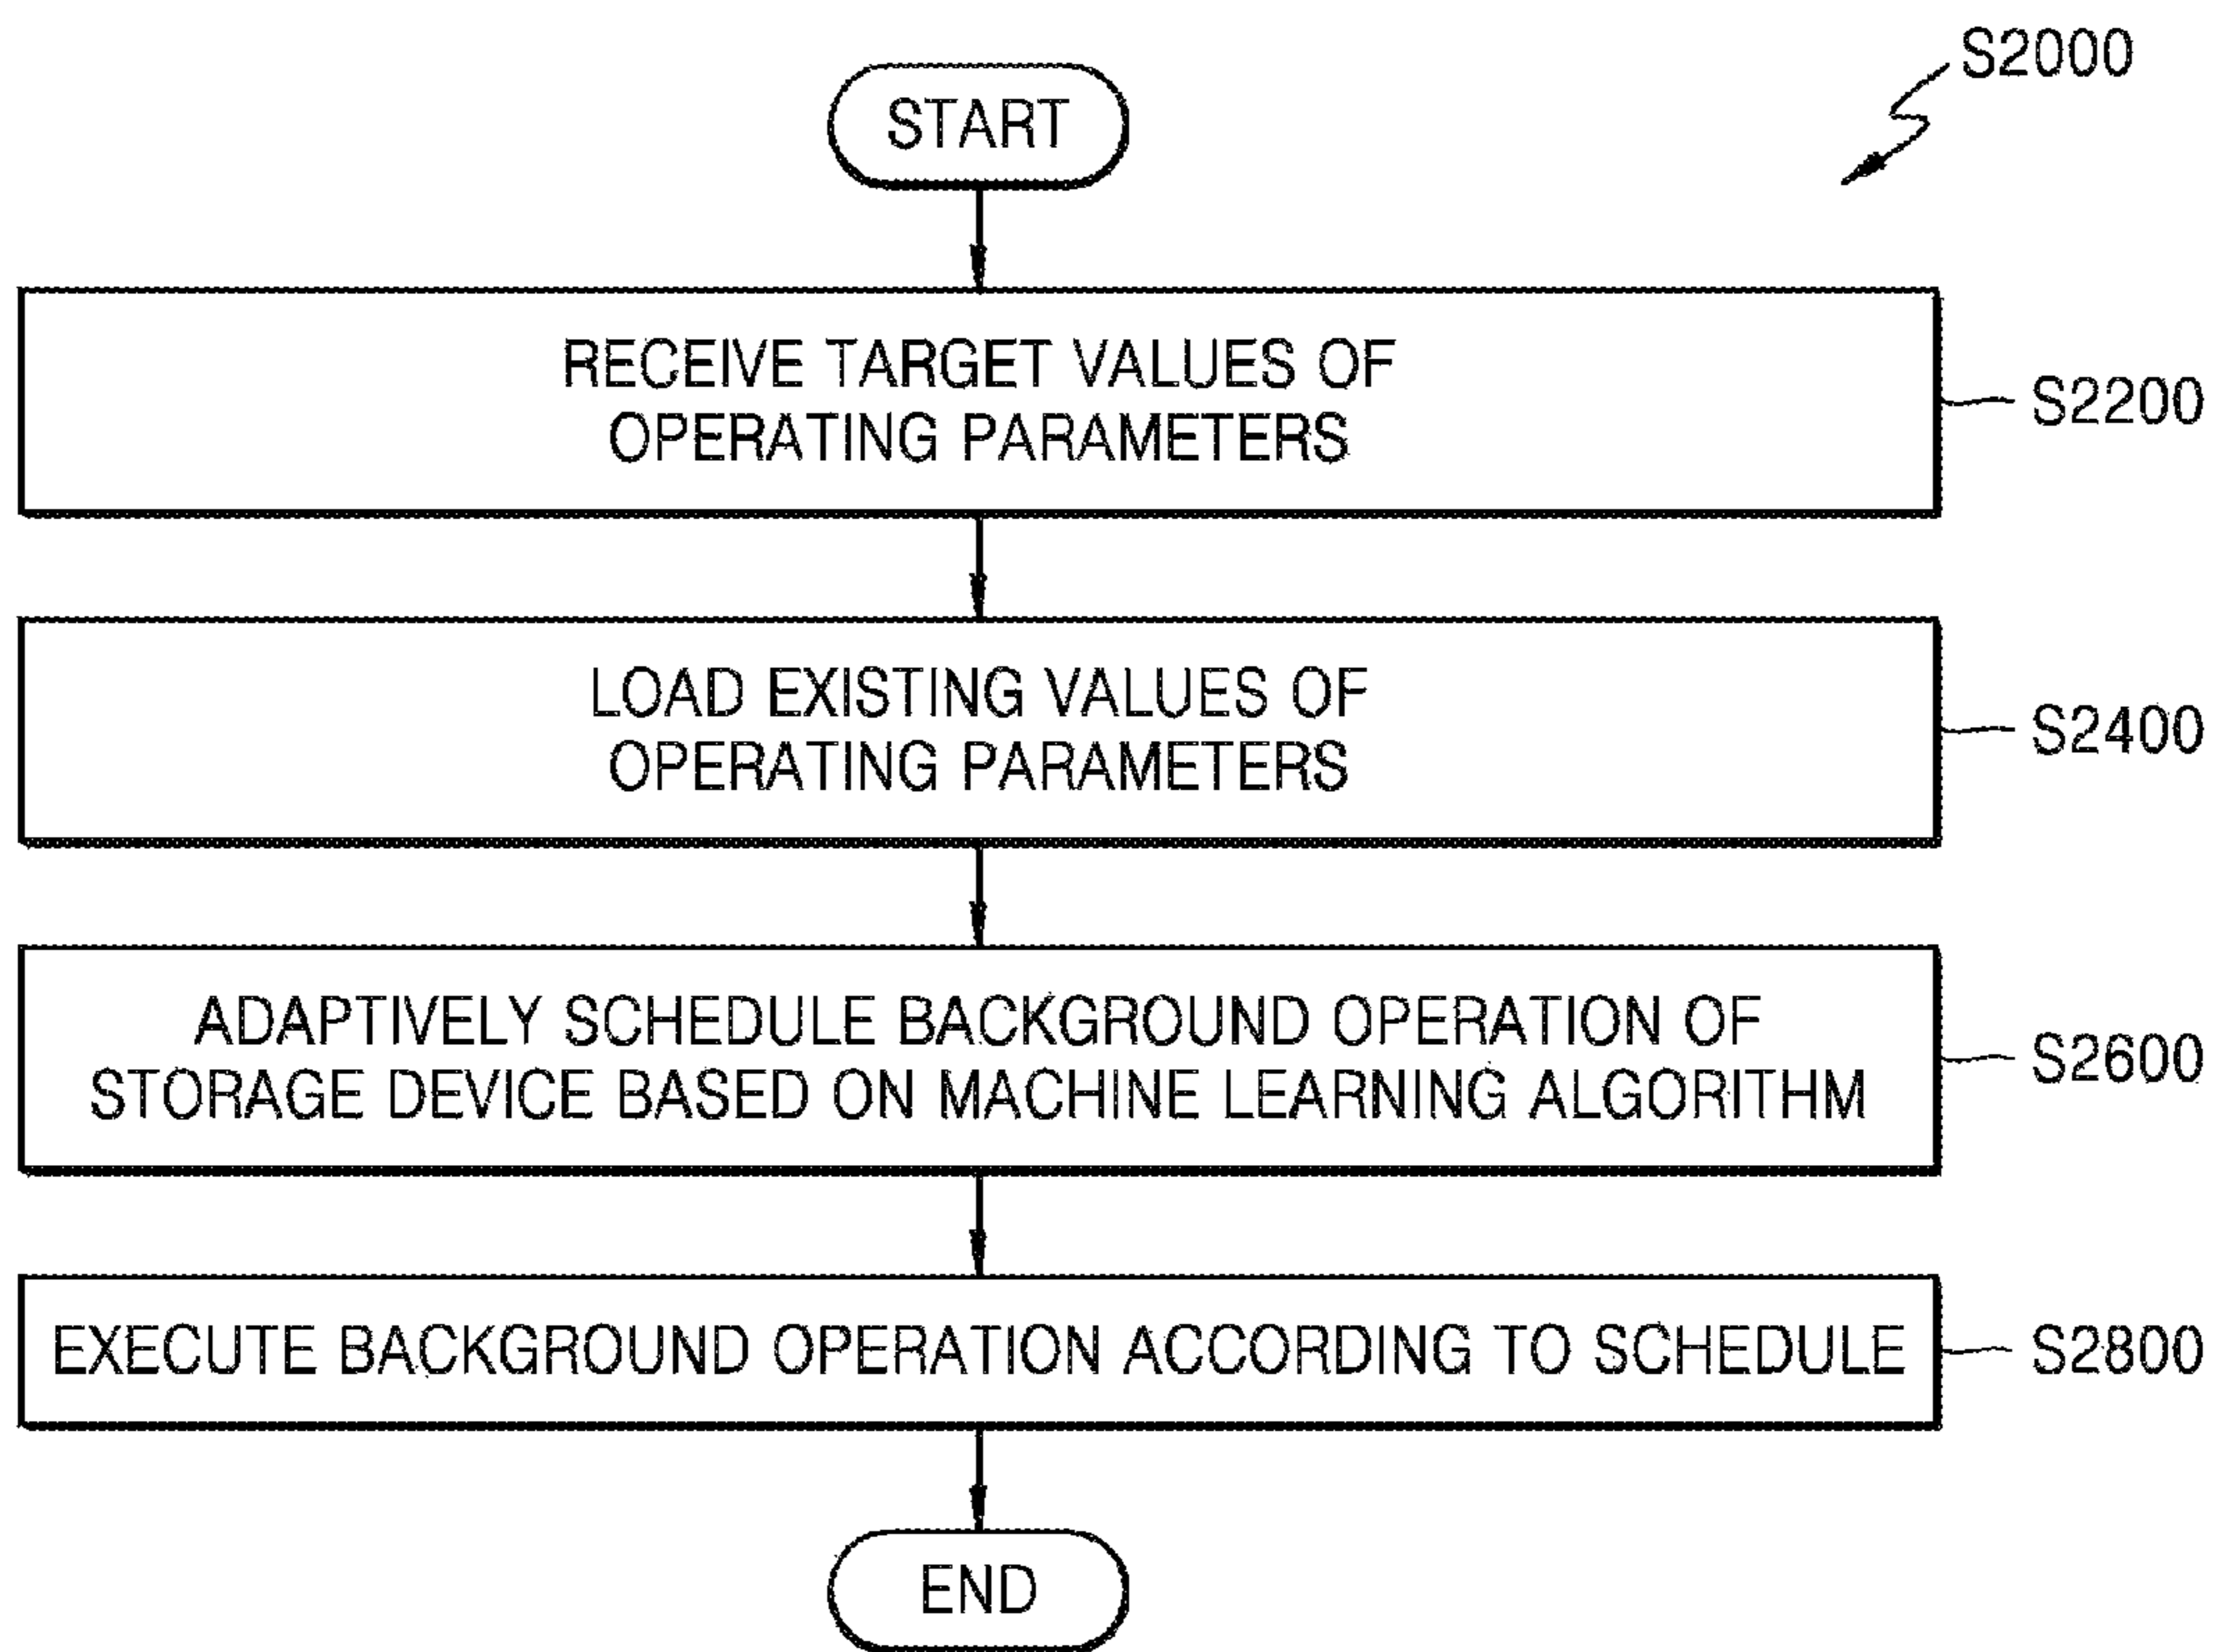 S2000
START
RECEIVE TARGET VALUES OF
OPERATING PARAMETERS
S2200
LOAD EXISTING VALUES OF
OPERATING PARAMETERS
S2400
ADAPTIVELY SCHEDULE BACKGROUND OPERATION OF
STORAGE DEVICE BASED ON MACHINE LEARNING ALGORITHM
S2600
EXECUTE BACKGROUND OPERATION ACCORDING TO SCHEDULE
S2800
END